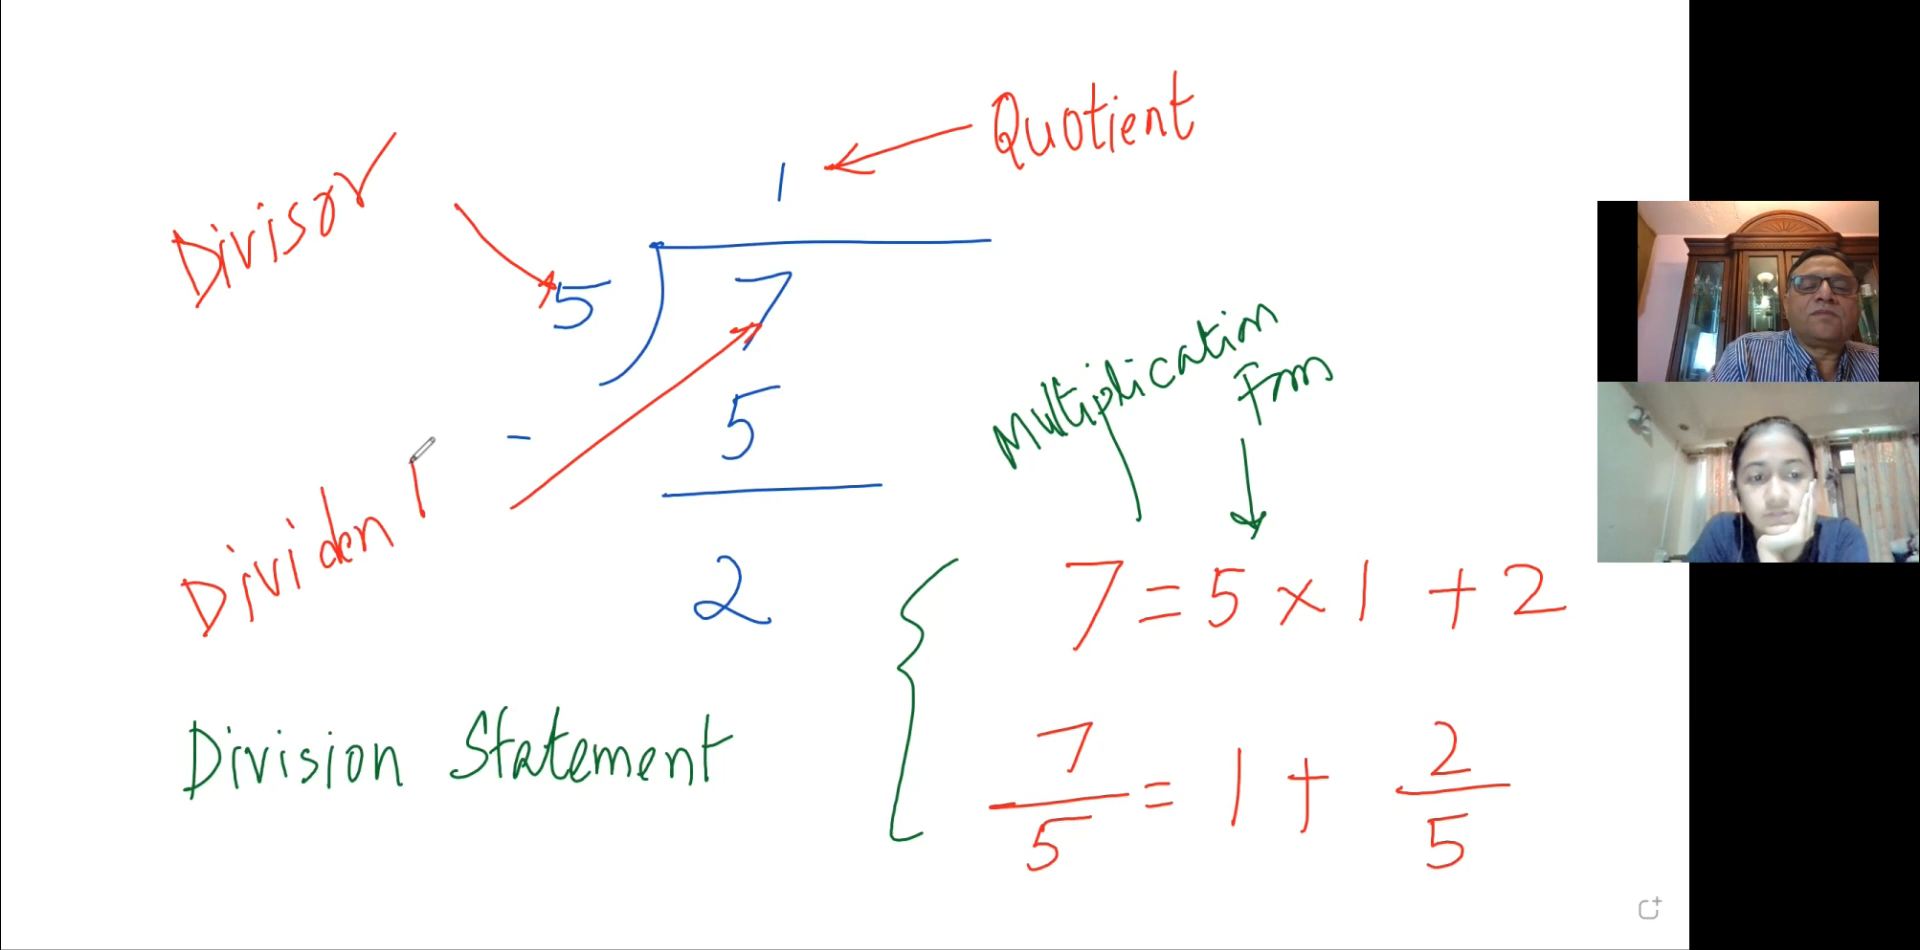 Quotient
1
Divisor
5 7
- 5
2
Dividen
Multiplication
Form
7 = 5 × 1 + 2
Division Statement
7/5 = 1 + 2/5